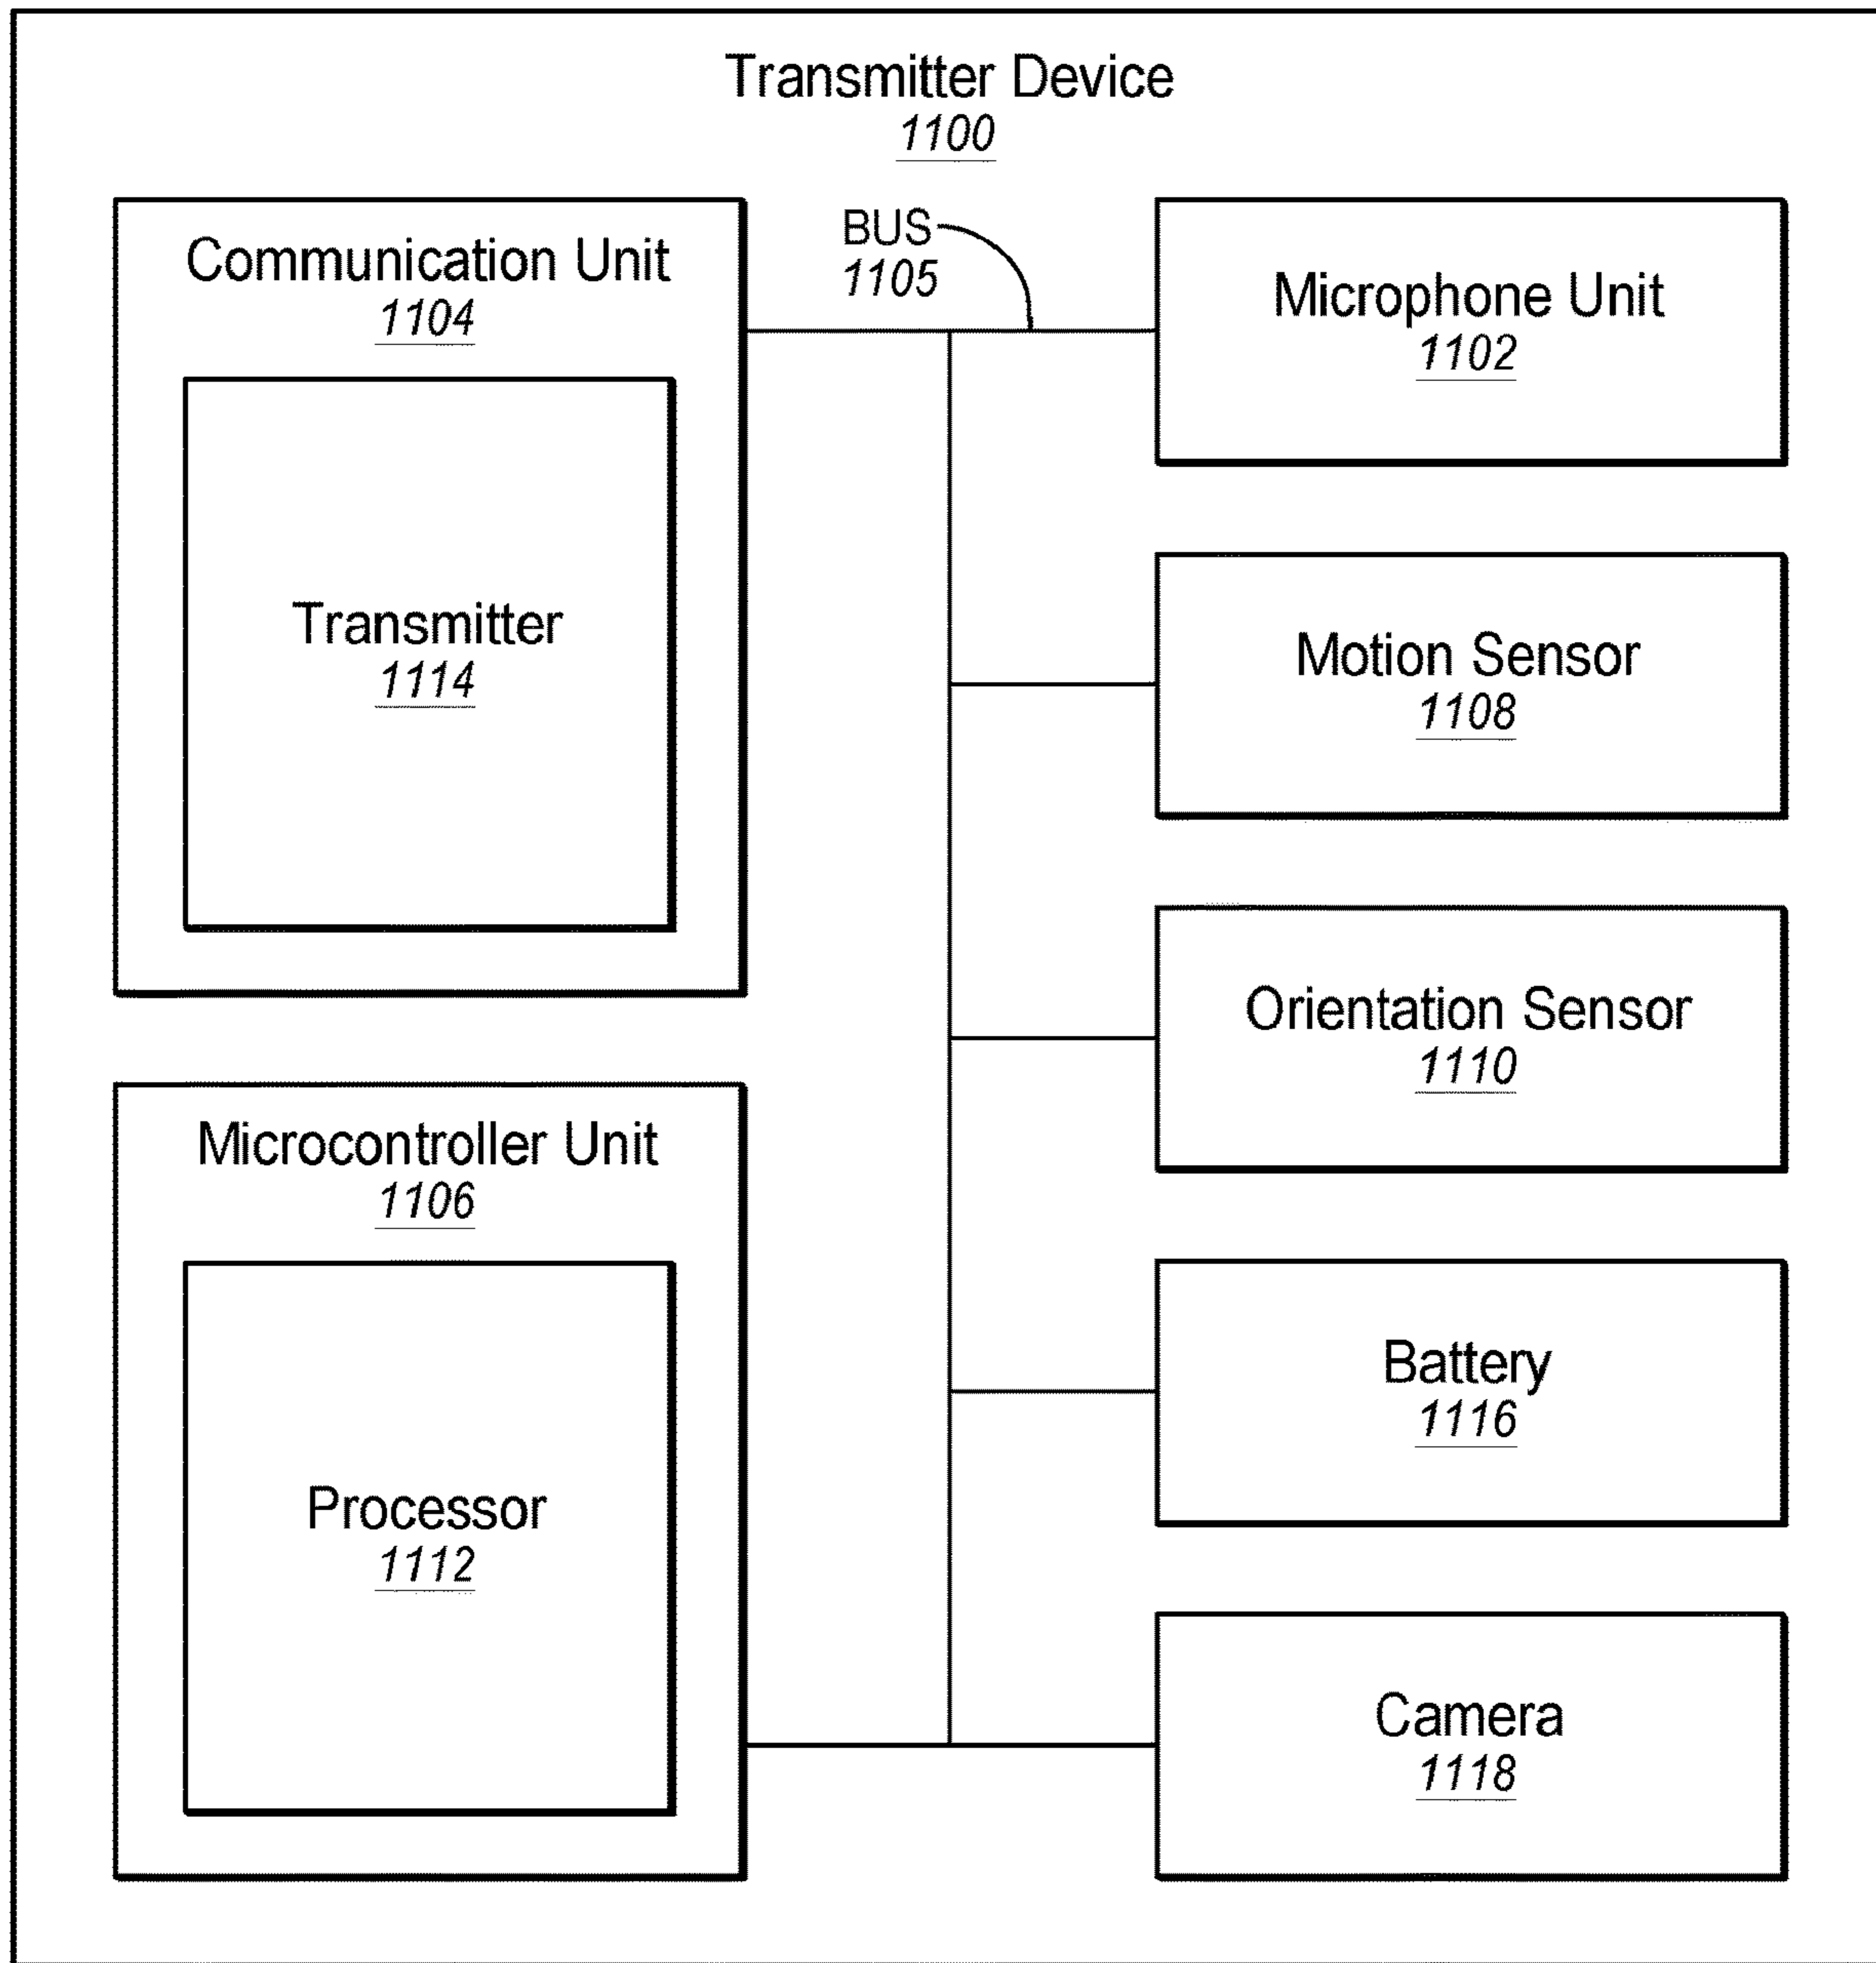 Transmitter Device
1100
Communication Unit
1104
Transmitter
1114
BUS
1105
Microphone Unit
1102
Motion Sensor
1108
Orientation Sensor
1110
Microcontroller Unit
1106
Processor
1112
Battery
1116
Camera
1118